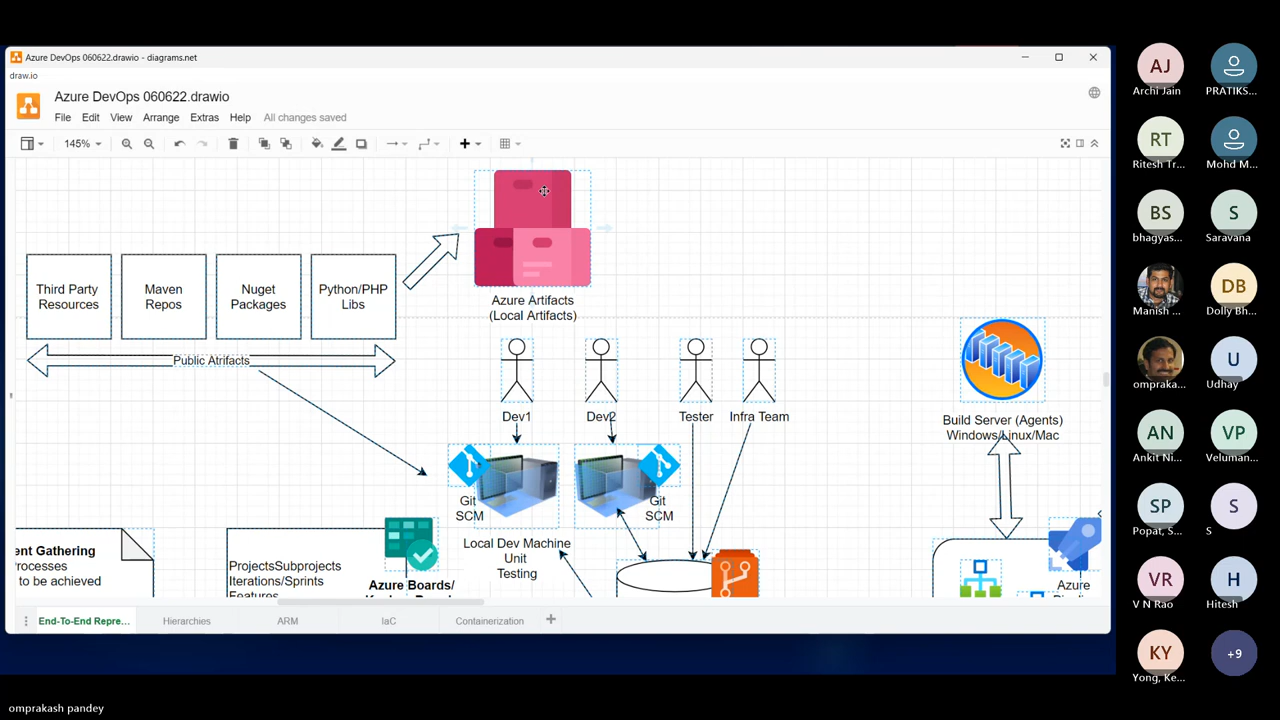 Azure DevOps 060622.drawio - diagrams.net
draw.io
Azure DevOps 060622.drawio
File Edit View Arrange Extras Help All changes saved
145%
Third Party
Resources
Maven
Repos
Nuget
Packages
Python/PHP
Libs
Public Atrifacts
Azure Artifacts
(Local Artifacts)
Dev1
Dev2
Tester
Infra Team
Build Server (Agents)
Windows/Linux/Mac
Git
SCM
Git
SCM
Local Dev Machine
Unit
Testing
ent Gathering
rocesses
to be achieved
ProjectsSubprojects
Iterations/Sprints
Features
Azure Boards/
Azure
End-To-End Repre...
Hierarchies
ARM
IaC
Containerization
AJ
Archi Jain
PRATIKS...
RT
Ritesh Tr...
Mohd M...
BS
bhagyas...
S
Saravana
Manish ...
DB
Dolly Bh...
ompraka...
U
Udhay
AN
Ankit Ni...
VP
Veluman...
SP
Popat, S...
S
S
VR
V N Rao
H
Hitesh
KY
Yong, Ke...
+9
omprakash pandey